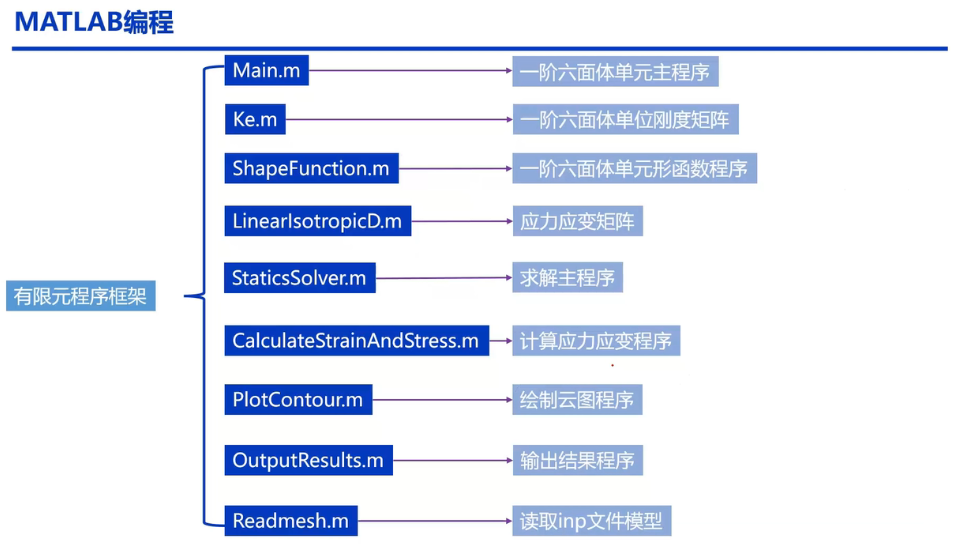 MATLAB编程
有限元程序框架
Main.m
一阶六面体单元主程序
Ke.m
一阶六面体单位刚度矩阵
ShapeFunction.m
一阶六面体单元形函数程序
LinearIsotropicD.m
应力应变矩阵
StaticsSolver.m
求解主程序
CalculateStrainAndStress.m
计算应力应变程序
PlotContour.m
绘制云图程序
OutputResults.m
输出结果程序
Readmesh.m
读取inp文件模型